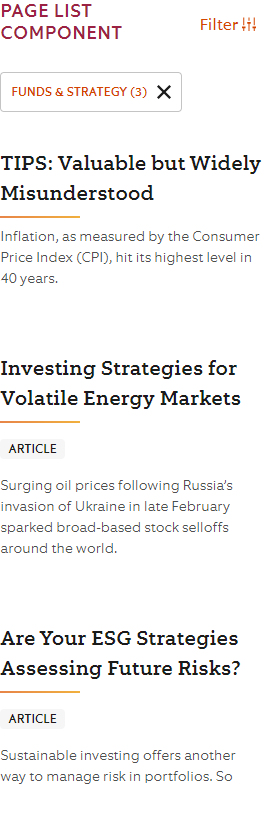 PAGE LIST
COMPONENT
Filter
FUNDS & STRATEGY (3)
TIPS: Valuable but Widely
Misunderstood
Inflation, as measured by the Consumer
Price Index (CPI), hit its highest level in
40 years.
Investing Strategies for
Volatile Energy Markets
ARTICLE
Surging oil prices following Russia’s
invasion of Ukraine in late February
sparked broad-based stock selloffs
around the world.
Are Your ESG Strategies
Assessing Future Risks?
ARTICLE
Sustainable investing offers another
way to manage risk in portfolios. So